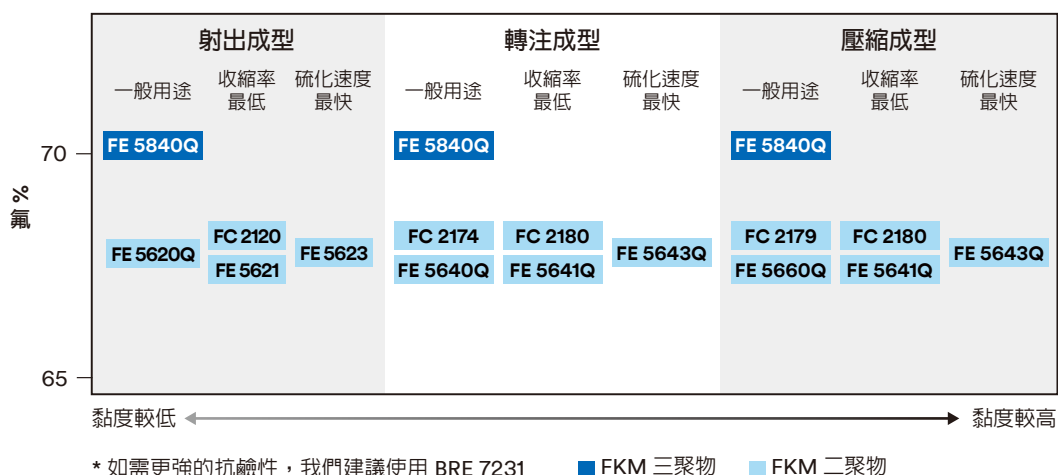 射出成型
轉注成型
壓縮成型
一般用途
收縮率
最低
硫化速度
最快
一般用途
收縮率
最低
硫化速度
最快
一般用途
收縮率
最低
硫化速度
最快
FE 5840Q
FE 5840Q
FE 5840Q
70
% 氟
FE 5620Q
FC 2120
FE 5621
FE 5623
FC 2174
FE 5640Q
FC 2180
FE 5641Q
FE 5643Q
FC 2179
FE 5660Q
FC 2180
FE 5641Q
FE 5643Q
65
黏度較低
黏度較高
* 如需更強的抗鹼性，我們建議使用 BRE 7231
FKM 三聚物
FKM 二聚物